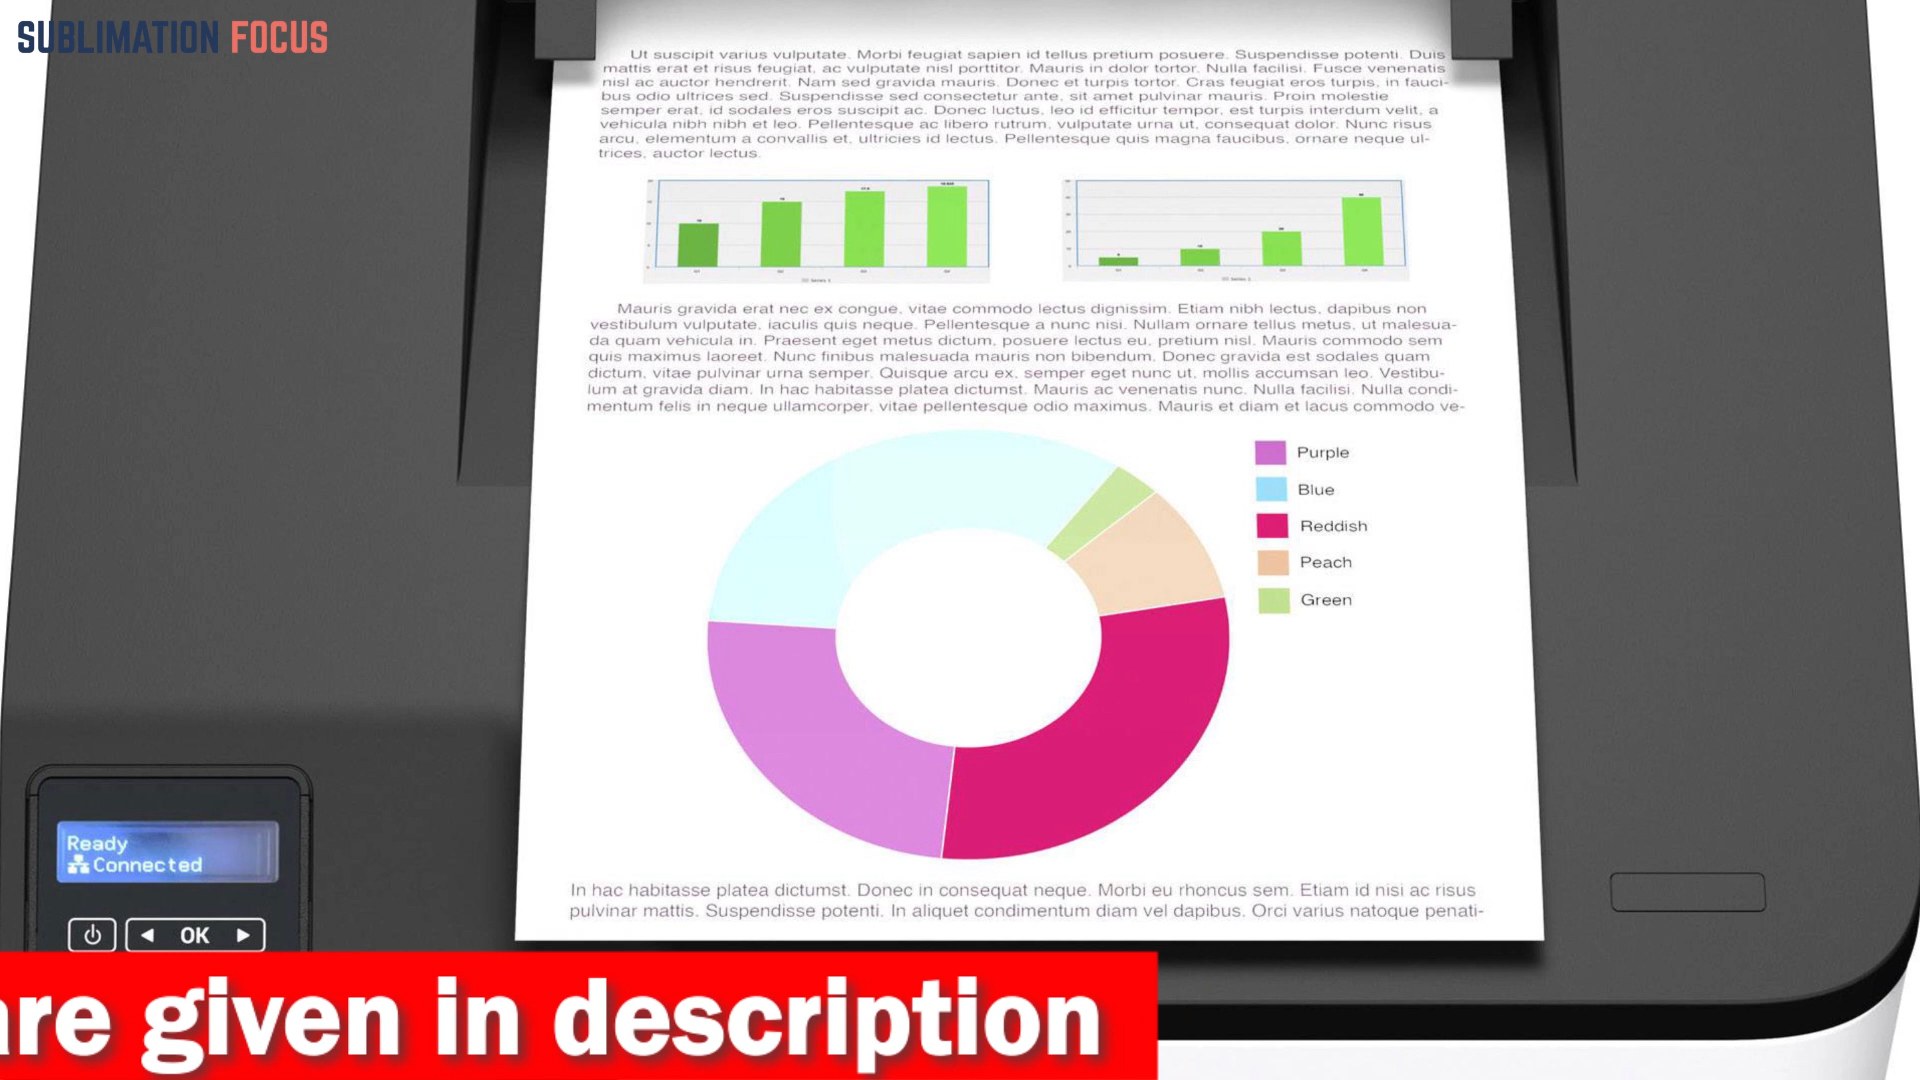 SUBLIMATION FOCUS
Ut suscipit varius vulputate. Morbi feugiat sapien id tellus pretium posuere. Suspendisse potenti. Duis
mattis erat et risus feugiat, ac vulputate nisl porttitor. Mauris in dolor tortor. Nulla facilisi. Fusce venenatis
nisl ac auctor hendrerit. Nam sed gravida mauris. Donec et turpis tortor. Cras feugiat eros turpis, in fauci-
bus odio ultrices sed. Suspendisse sed consectetur ante, sit amet pulvinar mauris. Proin molestie
semper erat, id sodales eros suscipit ac. Donec luctus, leo id efficitur tempor, est turpis interdum velit, a
vehicula nibh nibh et leo. Pellentesque ac libero rutrum, vulputate urna ut, consequat dolor. Nunc risus
arcu, elementum a convallis et, ultricies id lectus. Pellentesque quis magna faucibus, ornare neque ul-
trices, auctor lectus.
Mauris gravida erat nec ex congue, vitae commodo lectus dignissim. Etiam nibh lectus, dapibus non
vestibulum vulputate, iaculis quis neque. Pellentesque a nunc nisi. Nullam ornare tellus metus, ut malesua-
da quam vehicula in. Praesent eget metus dictum, posuere lectus eu, pretium nisl. Mauris commodo sem
quis maximus laoreet. Nunc finibus malesuada mauris non bibendum. Donec gravida est sodales quam
dictum, vitae pulvinar urna semper. Quisque arcu ex, semper eget nunc ut, mollis accumsan leo. Vestibu-
lum at gravida diam. In hac habitasse platea dictumst. Mauris ac venenatis nunc. Nulla facilisi. Nulla condi-
mentum felis in neque ullamcorper, vitae pellentesque odio maximus. Mauris et diam et lacus commodo ve-
Purple
Blue
Reddish
Peach
Green
In hac habitasse platea dictumst. Donec in consequat neque. Morbi eu rhoncus sem. Etiam id nisi ac risus
pulvinar mattis. Suspendisse potenti. In aliquet condimentum diam vel dapibus. Orci varius natoque penati-
Ready
Connected
OK
are given in description